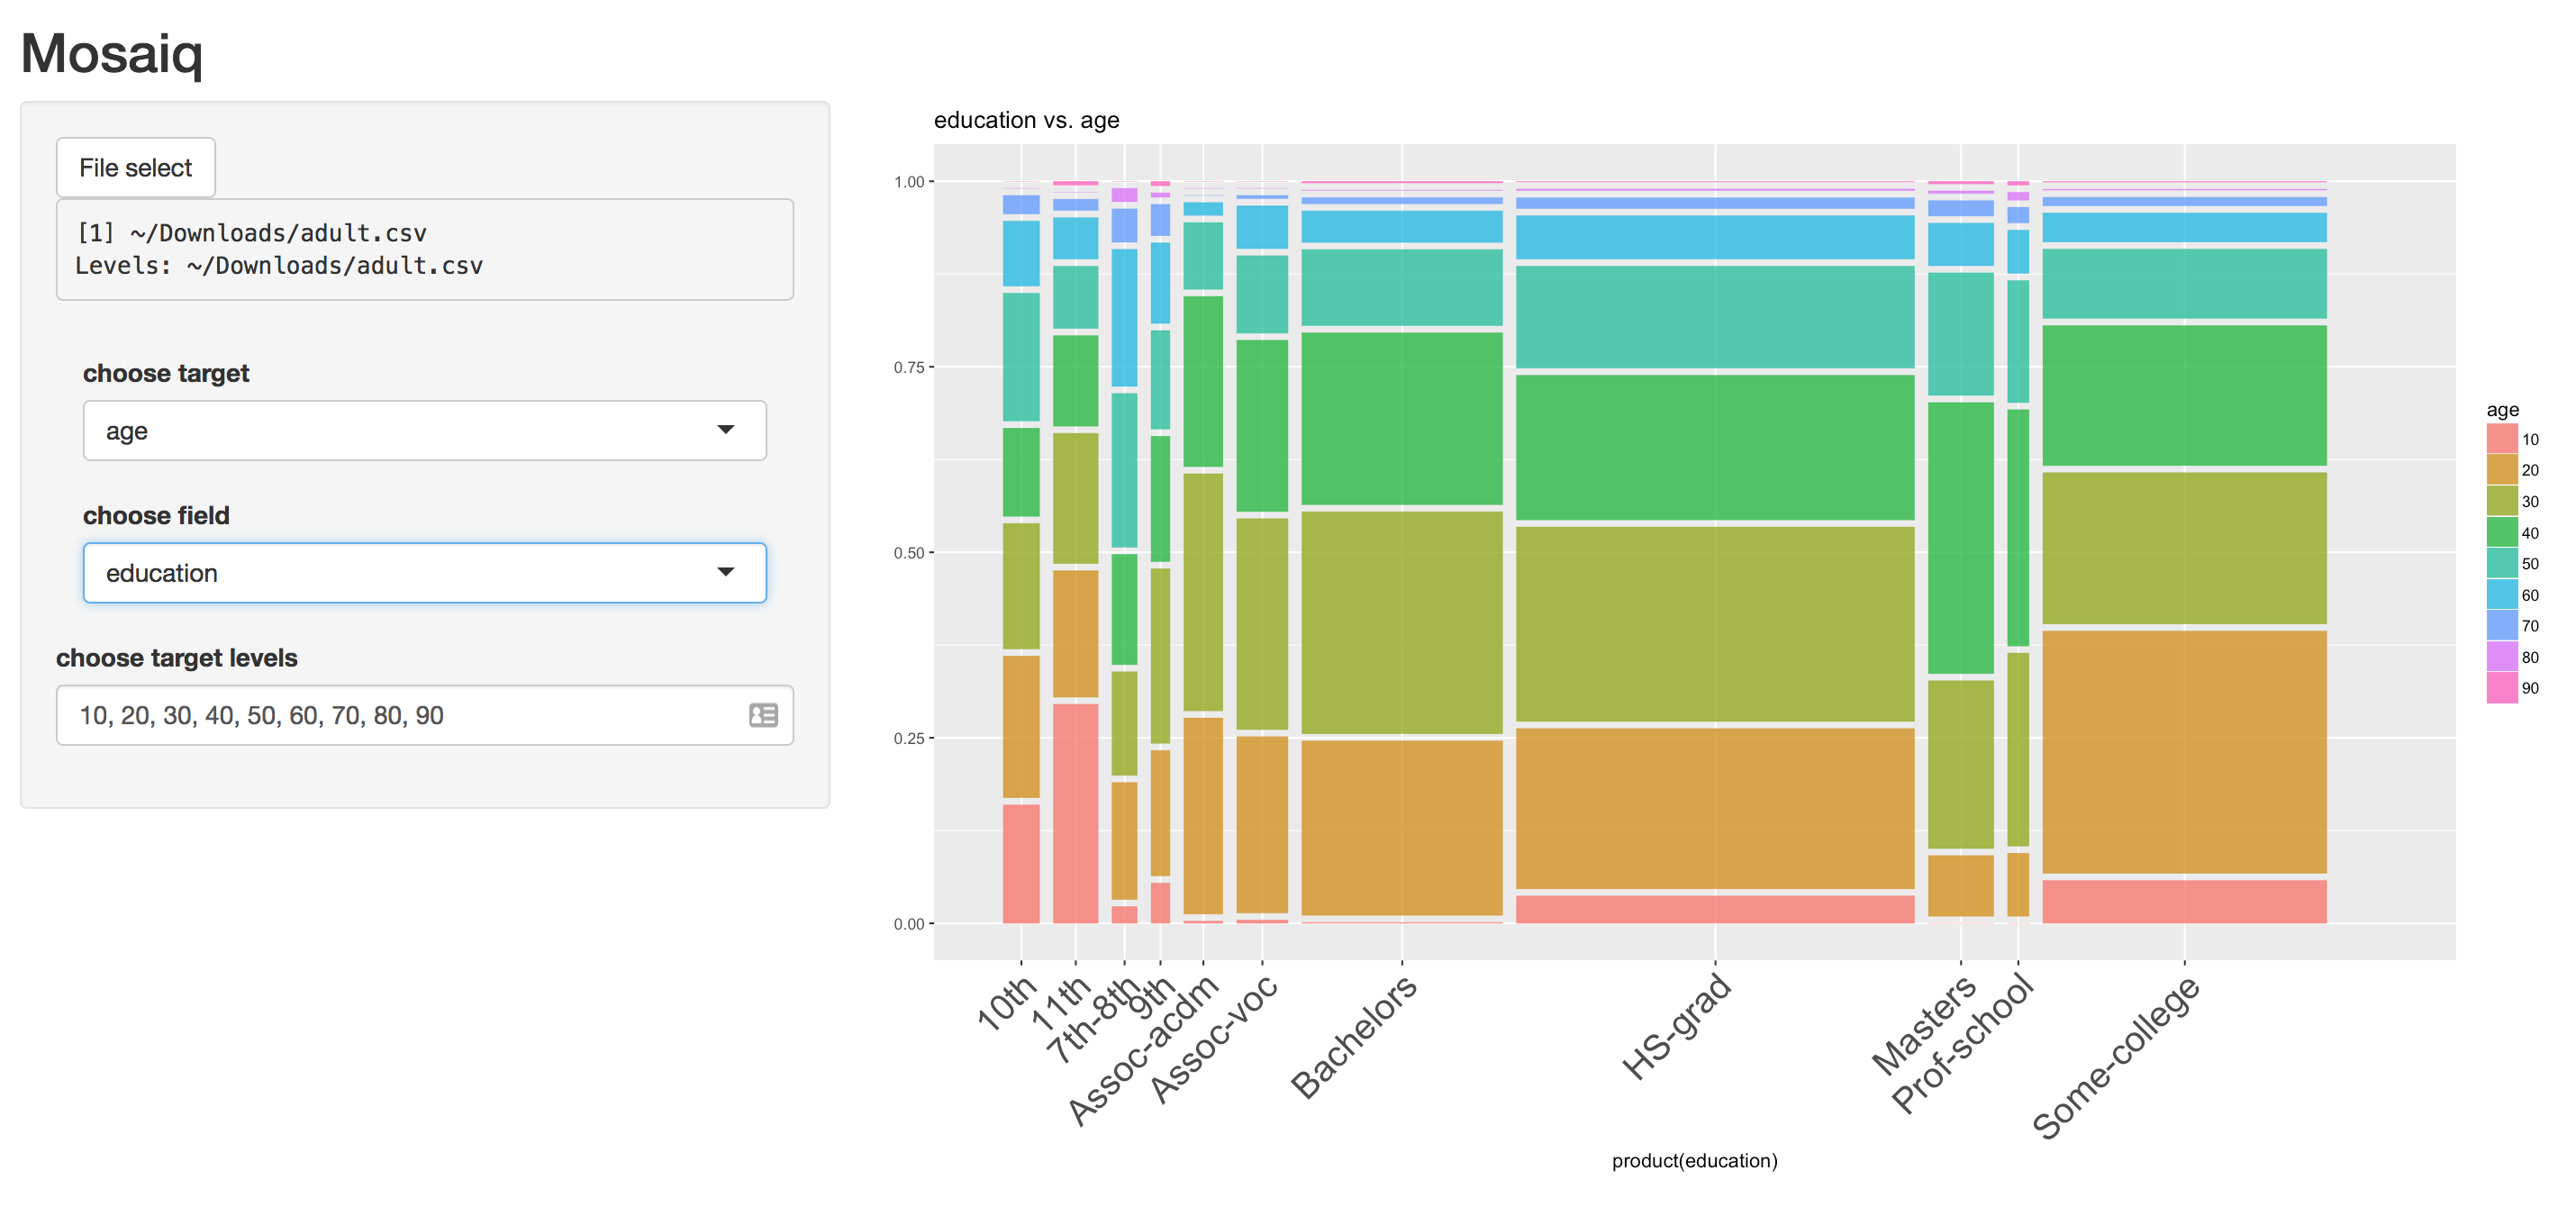 Mosaiq
File select
[1] ~/Downloads/adult.csv
Levels: ~/Downloads/adult.csv
choose target
age
choose field
education
choose target levels
10, 20, 30, 40, 50, 60, 70, 80, 90
education vs. age
1.00
0.75
0.50
0.25
0.00
10th
11th
7th-8th
9th
Assoc-acdm
Assoc-voc
Bachelors
HS-grad
Masters
Prof-school
Some-college
product(education)
age
10
20
30
40
50
60
70
80
90